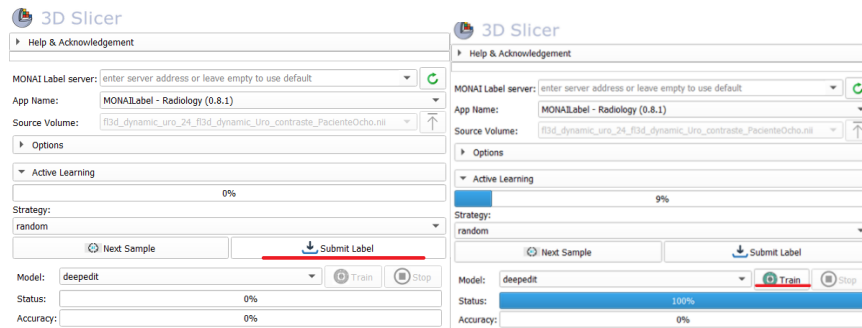 3D Slicer
Help & Acknowledgement
MONAI Label server: enter server address or leave empty to use default
App Name: MONAILabel - Radiology (0.8.1)
Source Volume: fl3d_dynamic_uro_24_fl3d_dynamic_Uro_contraste_PacienteOcho.nii
Options
Active Learning
0%
Strategy:
random
Next Sample Submit Label
Model: deepedit Train Stop
Status: 0%
Accuracy: 0%
3D Slicer
Help & Acknowledgement
MONAI Label server: enter server address or leave empty to use default
App Name: MONAILabel - Radiology (0.8.1)
Source Volume: fl3d_dynamic_uro_24_fl3d_dynamic_Uro_contraste_PacienteOcho.nii
Options
Active Learning
9%
Strategy:
random
Next Sample Submit Label
Model: deepedit Train Stop
Status: 100%
Accuracy: 0%